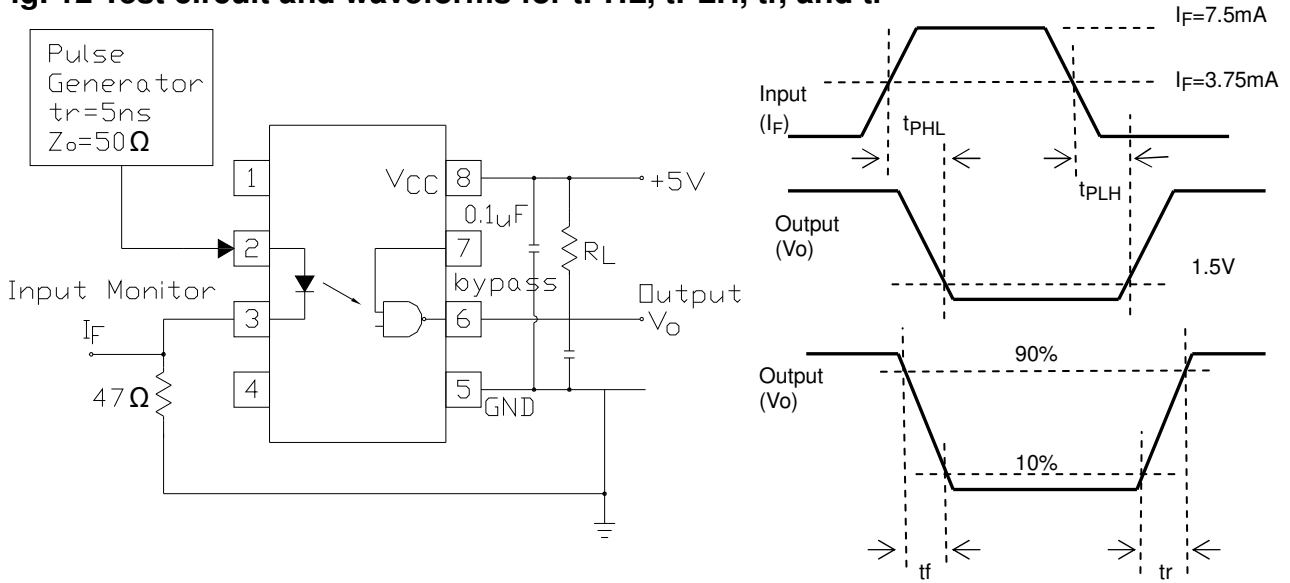 Pulse
Generator
tr=5ns
Zo=50Ω
1
2
3
4
VCC 8
7
6
5
GND
0.1uF
bypass
RL
+5V
Output
Vo
Input Monitor
IF
47Ω
IF=7.5mA
IF=3.75mA
Input
(IF)
tPHL
tPLH
Output
(Vo)
1.5V
Output
(Vo)
90%
10%
tf
tr